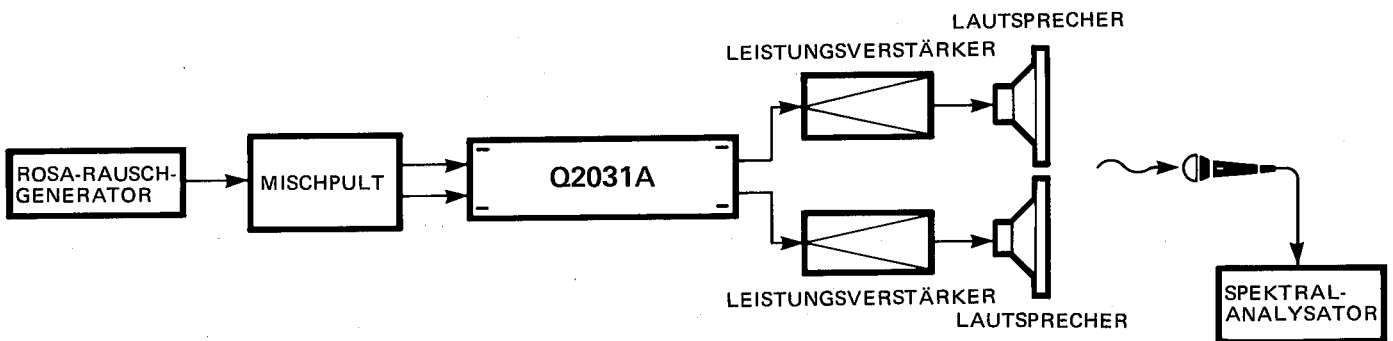 LAUTSPRECHER
LEISTUNGSVERSTÄRKER
ROSA-RAUSCH-
GENERATOR
MISCHPULT
Q2031A
LEISTUNGSVERSTÄRKER
LAUTSPRECHER
SPEKTRAL-
ANALYSATOR